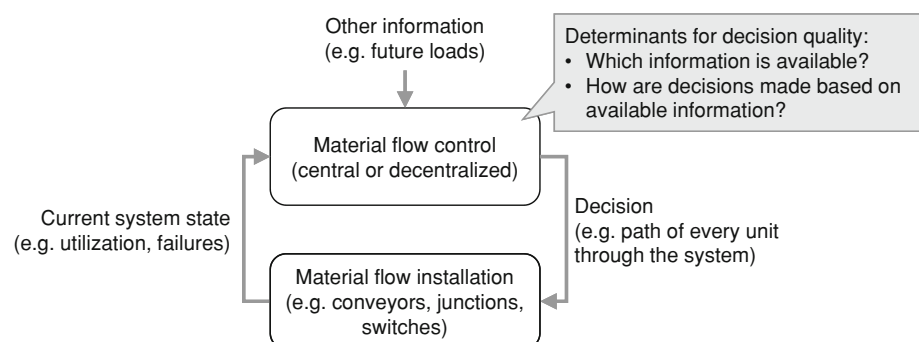 Other information
(e.g. future loads)
Determinants for decision quality:
• Which information is available?
• How are decisions made based on
available information?
Material flow control
(central or decentralized)
Current system state
(e.g. utilization, failures)
Decision
(e.g. path of every unit
through the system)
Material flow installation
(e.g. conveyors, junctions,
switches)